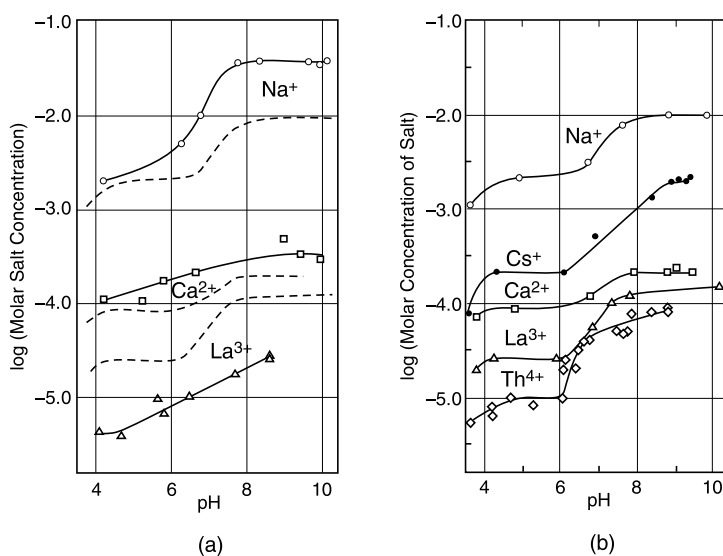 −1.0
−2.0
−3.0
−4.0
−5.0
log (Molar Salt Concentration)
Na+
Ca2+
La3+
4 6 8 10
pH
(a)
−1.0
−2.0
−3.0
−4.0
−5.0
log (Molar Concentration of Salt)
Na+
Cs+
Ca2+
La3+
Th4+
4 6 8 10
pH
(b)